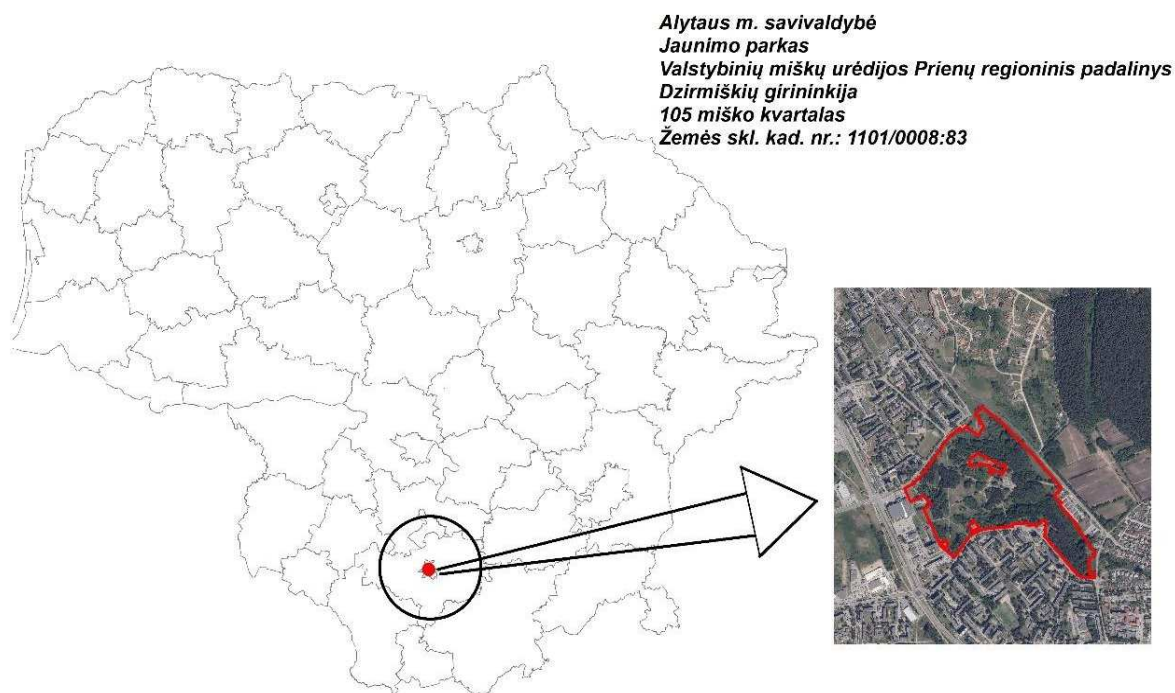 Alytaus m. savivaldybė
Jaunimo parkas
Valstybinių miškų urėdijos Prienų regioninis padalinys
Dzirmiškių girininkija
105 miško kvartalas
Žemės skl. kad. nr.: 1101/0008:83